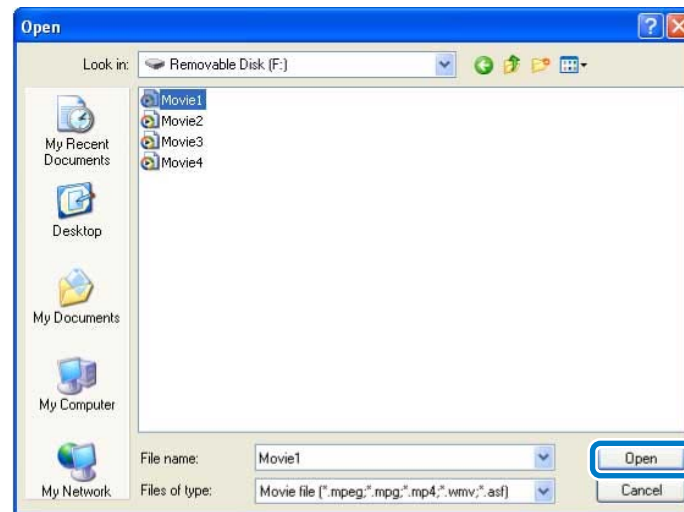 Open
Look in:
Removable Disk (F:)
Movie1
Movie2
Movie3
Movie4
My Recent
Documents
Desktop
My Documents
My Computer
My Network
File name:
Movie1
Open
Files of type:
Movie file (*.mpeg;*.mpg;*.mp4;*.wmv;*.asf)
Cancel